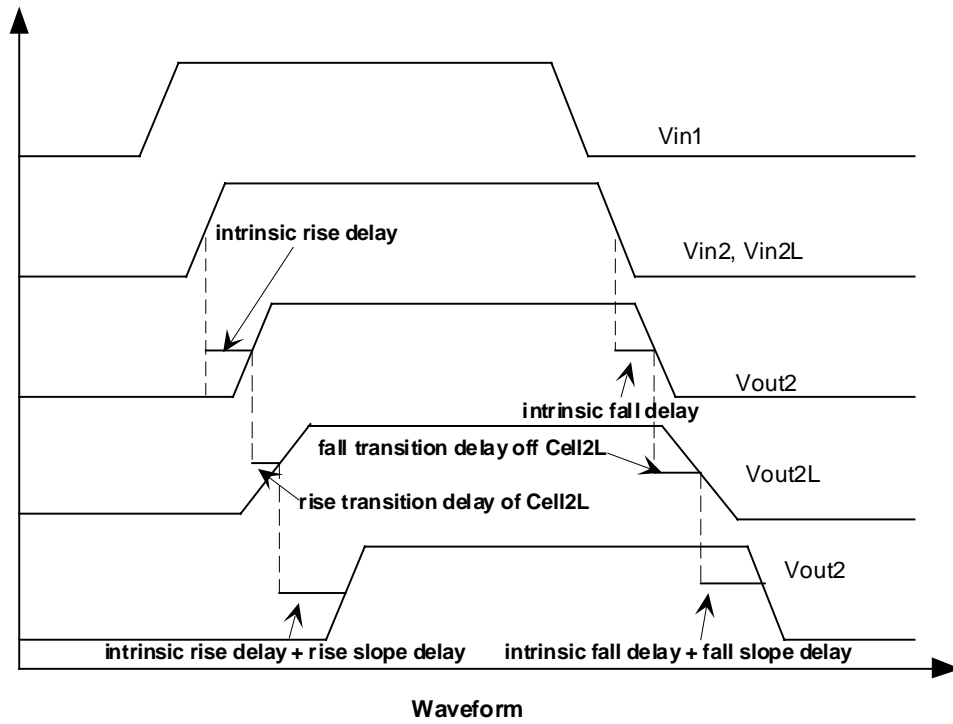 Vin1
intrinsic rise delay
Vin2, Vin2L
Vout2
intrinsic fall delay
fall transition delay off Cell2L
Vout2L
rise transition delay of Cell2L
Vout2
intrinsic rise delay + rise slope delay
intrinsic fall delay + fall slope delay
Waveform